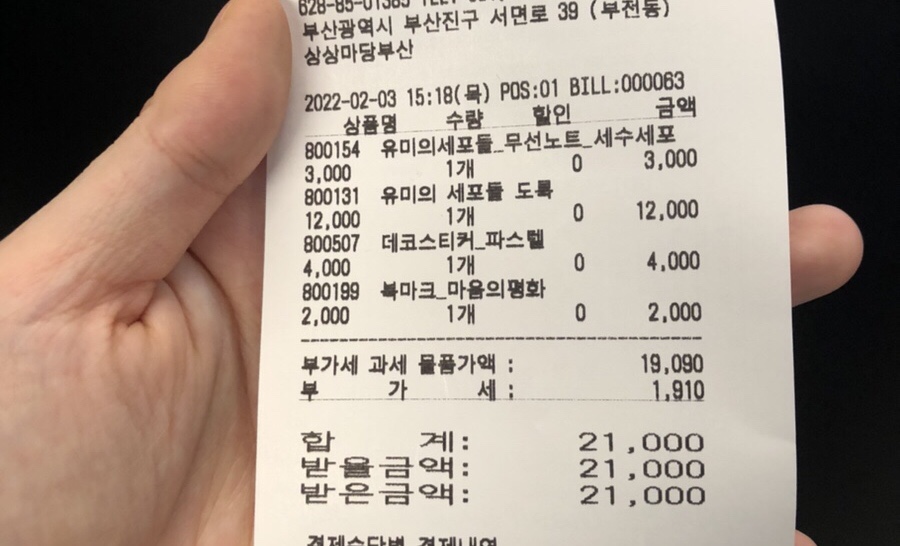 부산광역시 부산진구 서면로 39 (부전동)
상상마당부산
2022-02-03 15:18(목) POS:01 BILL:000063
상품명 수량 할인 금액
800154 유미의세포들_무선노트_세수세포
3,000 1개 0 3,000
800131 유미의 세포들 도록
12,000 1개 0 12,000
800507 데코스티커_파스텔
4,000 1개 0 4,000
800199 북마크_마음의평화
2,000 1개 0 2,000
부가세 과세 물품가액 : 19,090
부 가 세 : 1,910
합 계: 21,000
받을금액: 21,000
받은금액: 21,000